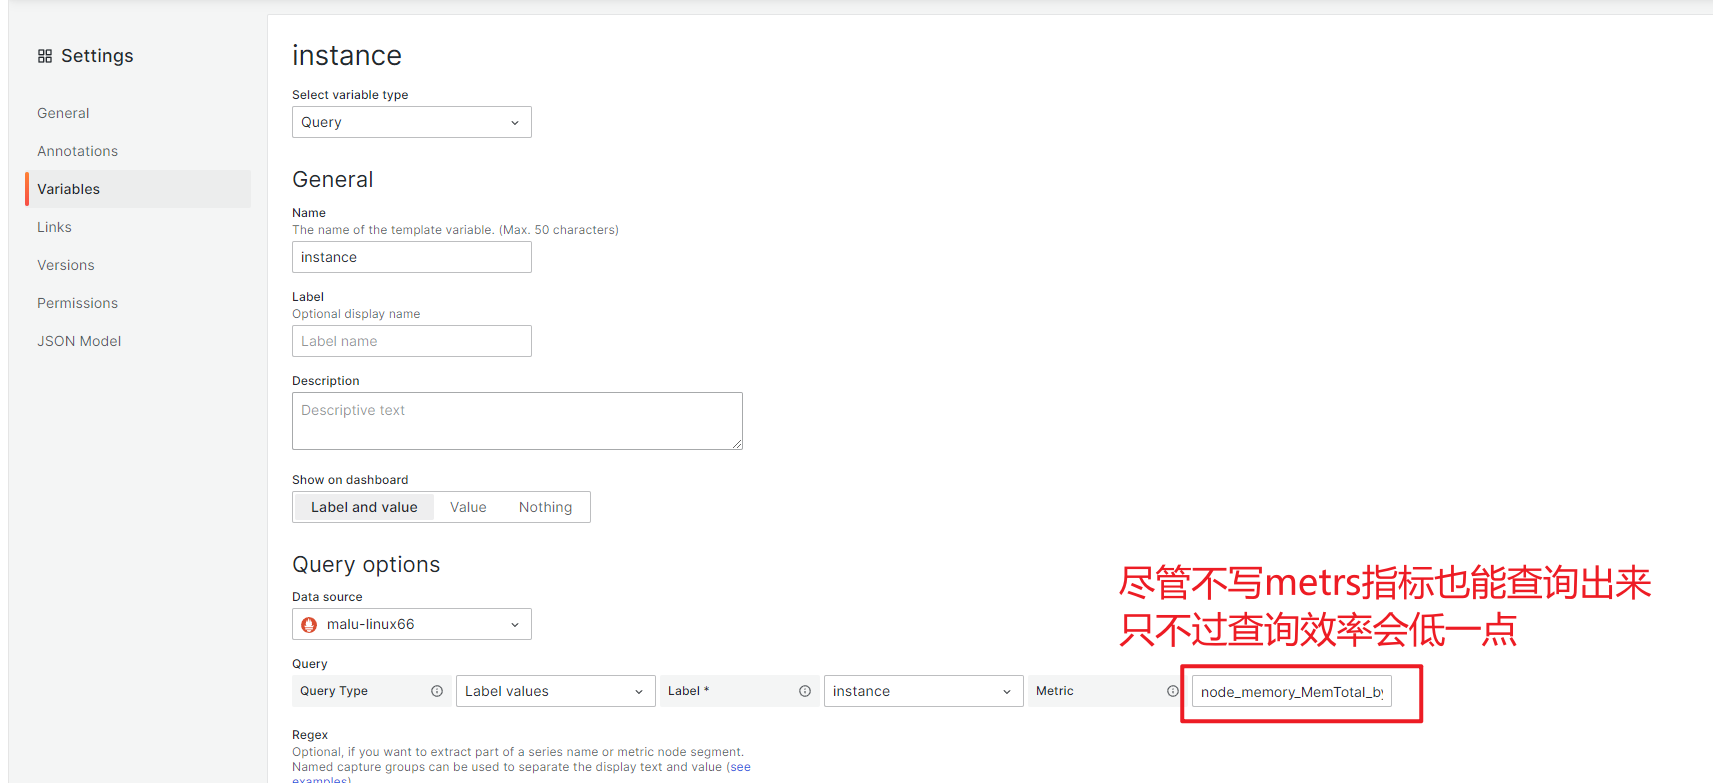 Settings
General
Annotations
Variables
Links
Versions
Permissions
JSON Model
instance
Select variable type
Query
General
Name
The name of the template variable. (Max. 50 characters)
instance
Label
Optional display name
Label name
Description
Descriptive text
Show on dashboard
Label and value Value Nothing
Query options
Data source
malu-linux66
尽管不写metrs指标也能查询出来
只不过查询效率会低一点
Query
Query Type Label values Label * instance Metric node_memory_MemTotal_by
Regex
Optional, if you want to extract part of a series name or metric node segment.
Named capture groups can be used to separate the display text and value (see
examples)